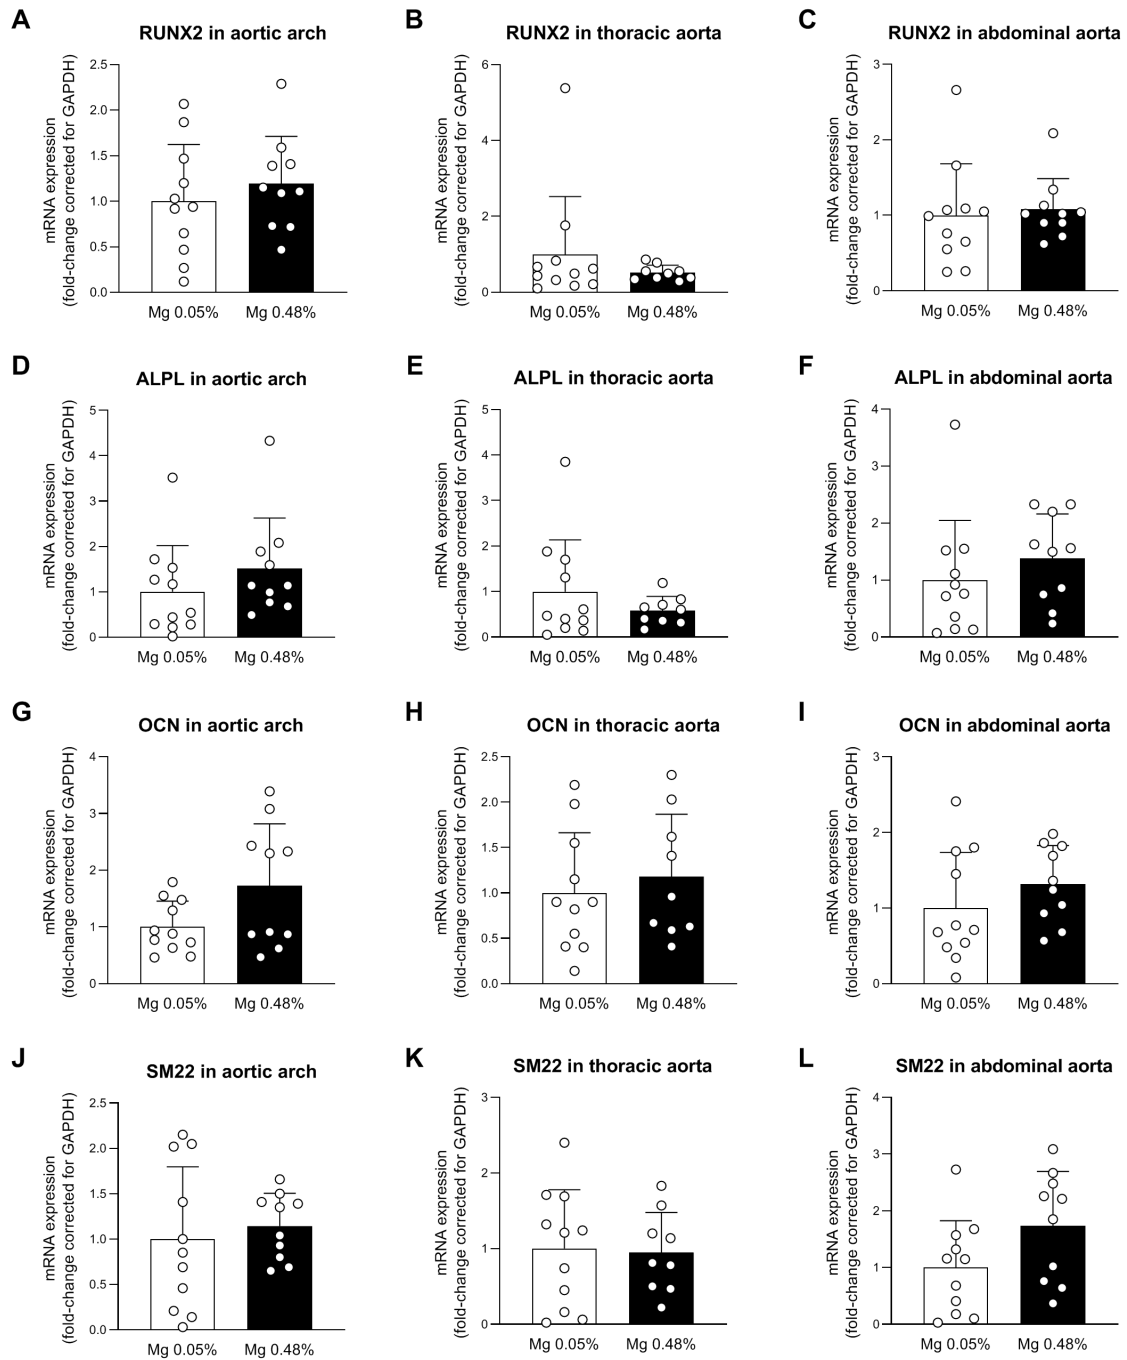 A
RUNX2 in aortic arch
mRNA expression
(fold-change corrected for GAPDH)
2.5
2.0
1.5
1.0
0.5
0.0
Mg 0.05% Mg 0.48%
B
RUNX2 in thoracic aorta
mRNA expression
(fold-change corrected for GAPDH)
6
4
2
0
Mg 0.05% Mg 0.48%
C
RUNX2 in abdominal aorta
mRNA expression
(fold-change corrected for GAPDH)
3
2
1
0
Mg 0.05% Mg 0.48%
D
ALPL in aortic arch
mRNA expression
(fold-change corrected for GAPDH)
5
4
3
2
1
0
Mg 0.05% Mg 0.48%
E
ALPL in thoracic aorta
mRNA expression
(fold-change corrected for GAPDH)
5
4
3
2
1
0
Mg 0.05% Mg 0.48%
F
ALPL in abdominal aorta
mRNA expression
(fold-change corrected for GAPDH)
4
3
2
1
0
Mg 0.05% Mg 0.48%
G
OCN in aortic arch
mRNA expression
(fold-change corrected for GAPDH)
4
3
2
1
0
Mg 0.05% Mg 0.48%
H
OCN in thoracic aorta
mRNA expression
(fold-change corrected for GAPDH)
2.5
2.0
1.5
1.0
0.5
0.0
Mg 0.05% Mg 0.48%
I
OCN in abdominal aorta
mRNA expression
(fold-change corrected for GAPDH)
3
2
1
0
Mg 0.05% Mg 0.48%
J
SM22 in aortic arch
mRNA expression
(fold-change corrected for GAPDH)
2.5
2.0
1.5
1.0
0.5
0.0
Mg 0.05% Mg 0.48%
K
SM22 in thoracic aorta
mRNA expression
(fold-change corrected for GAPDH)
3
2
1
0
Mg 0.05% Mg 0.48%
L
SM22 in abdominal aorta
mRNA expression
(fold-change corrected for GAPDH)
4
3
2
1
0
Mg 0.05% Mg 0.48%